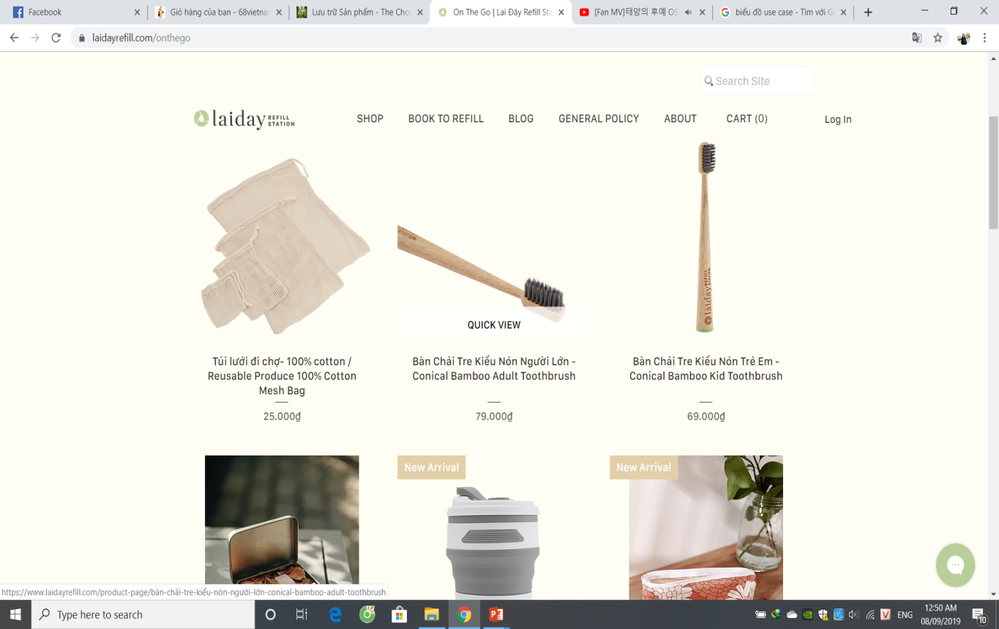 Facebook
Giỏ hàng của bạn - 68vietnar
Lưu trữ Sản phẩm - The Choi
On The Go | Lại Đây Refill Sta
[Fan MV]태양의 후예 OS
biểu đồ use case - Tìm với G
laidayrefill.com/onthego
Search Site
laiday REFILL STATION
SHOP
BOOK TO REFILL
BLOG
GENERAL POLICY
ABOUT
CART (0)
Log In
laiday REFILL STATION
QUICK VIEW
Túi lưới đi chợ- 100% cotton /
Reusable Produce 100% Cotton
Mesh Bag
25.000₫
Bàn Chải Tre Kiểu Nón Người Lớn -
Conical Bamboo Adult Toothbrush
79.000₫
Bàn Chải Tre Kiểu Nón Trẻ Em -
Conical Bamboo Kid Toothbrush
69.000₫
New Arrival
New Arrival
https://www.laidayrefill.com/product-page/bàn-chải-tre-kiểu-nón-người-lớn-conical-bamboo-adult-toothbrush
Type here to search
ENG
12:50 AM
08/09/2019
10